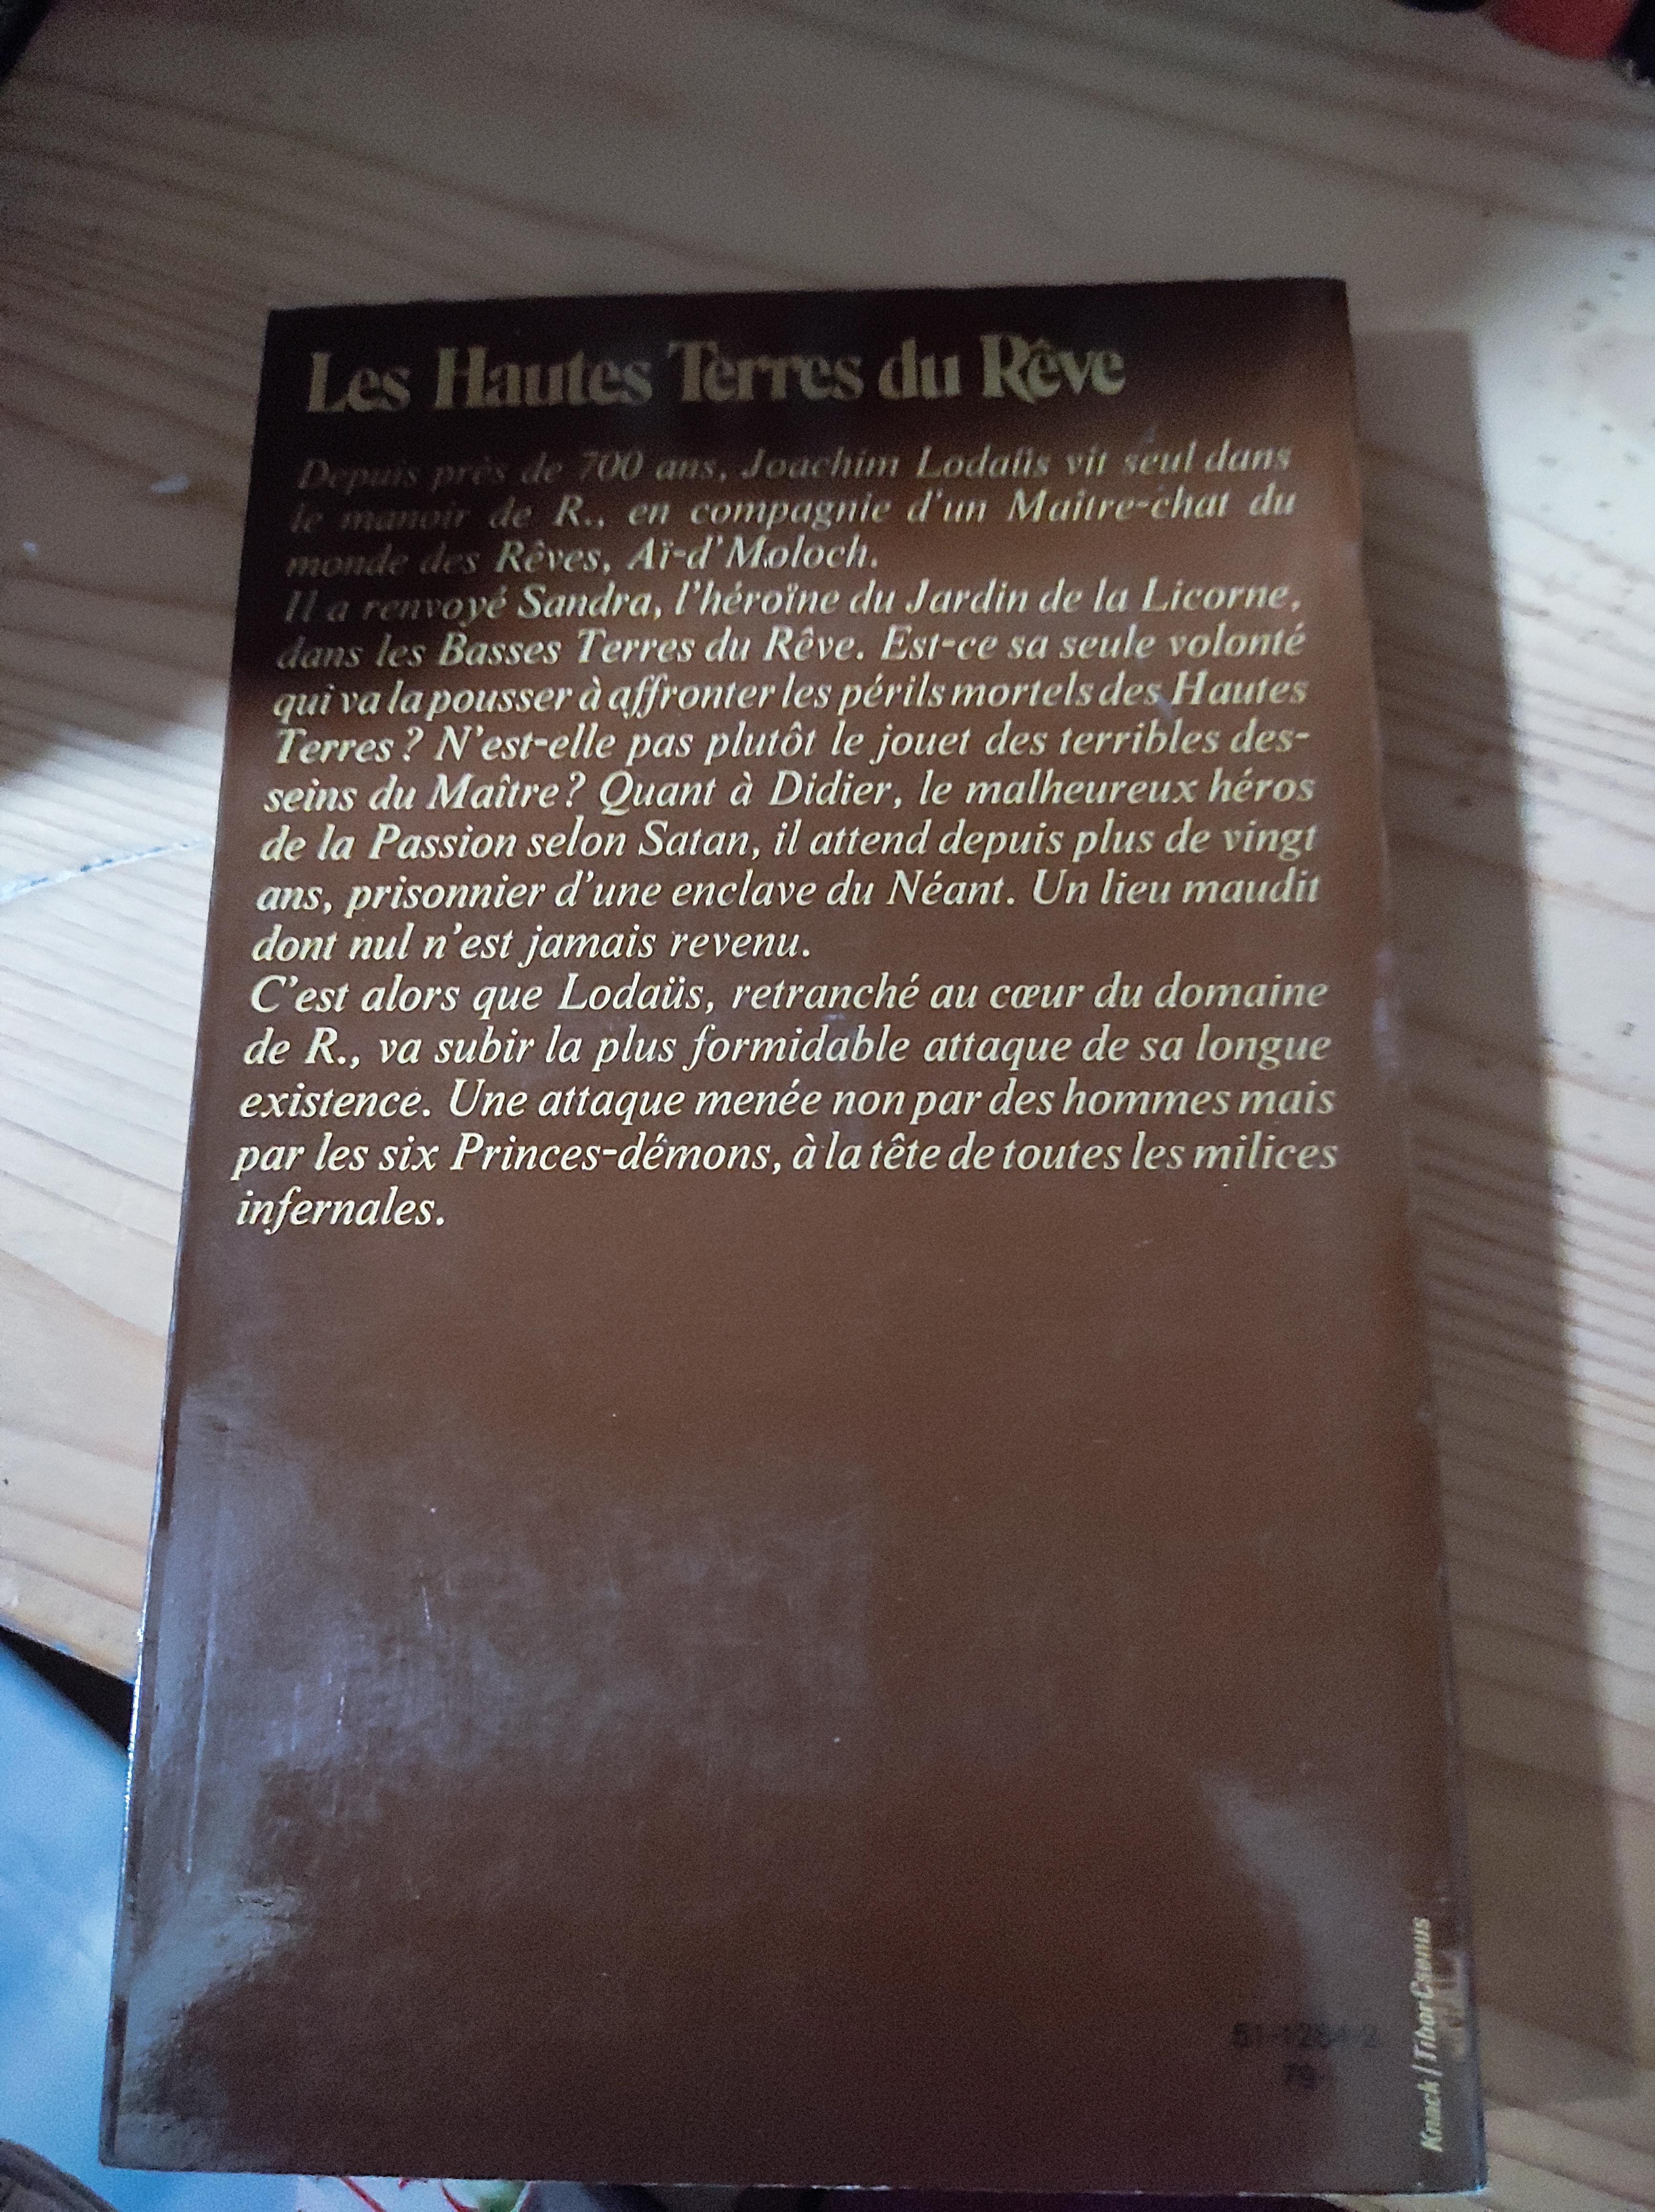 Les Hautes Terres du Rêve
Depuis près de 700 ans, Joachim Lodaüs vit seul dans
le manoir de R., en compagnie d'un Maître-chat du
monde des Rêves, Aï-d'Moloch.
Il a renvoyé Sandra, l'héroïne du Jardin de la Licorne,
dans les Basses Terres du Rêve. Est-ce sa seule volonté
qui va la pousser à affronter les périls mortels des Hautes
Terres ? N'est-elle pas plutôt le jouet des terribles des-
seins du Maître ? Quant à Didier, le malheureux héros
de la Passion selon Satan, il attend depuis plus de vingt
ans, prisonnier d'une enclave du Néant. Un lieu maudit
dont nul n'est jamais revenu.
C'est alors que Lodaüs, retranché au cœur du domaine
de R., va subir la plus formidable attaque de sa longue
existence. Une attaque menée non par des hommes mais
par les six Princes-démons, à la tête de toutes les milices
infernales.
Knack / Tibor Csernus